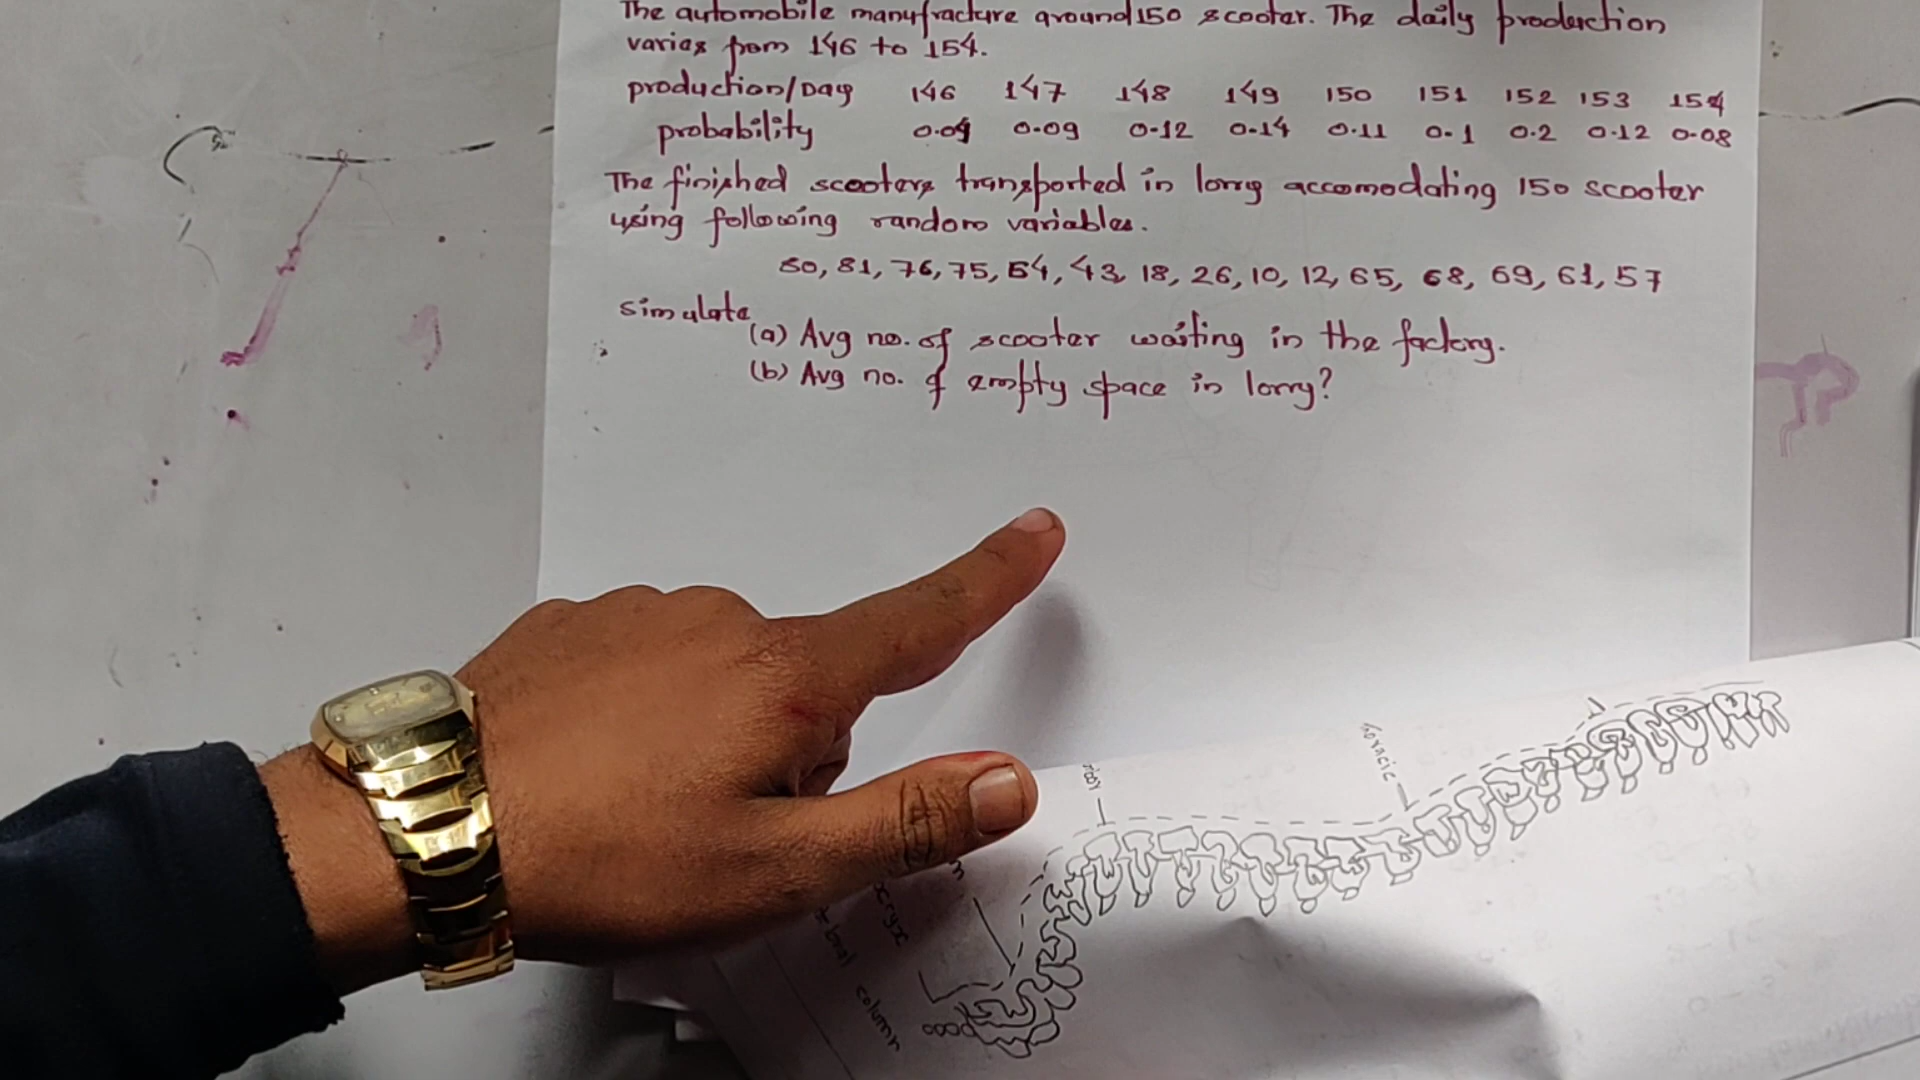 The automobile manufracture around 150 scooter. The daily production
varies from 146 to 154.
production/Day 146 147 148 149 150 151 152 153 154
probability 0.04 0.09 0.12 0.14 0.11 0.1 0.2 0.12 0.08
The finished scooters transported in lorry accomodating 150 scooter
using following random variables.
80, 81, 76, 75, 64, 43, 18, 26, 10, 12, 65, 68, 69, 61, 57
simulate
(a) Avg no. of scooter waiting in the factory.
(b) Avg no. of empty space in lorry?
column